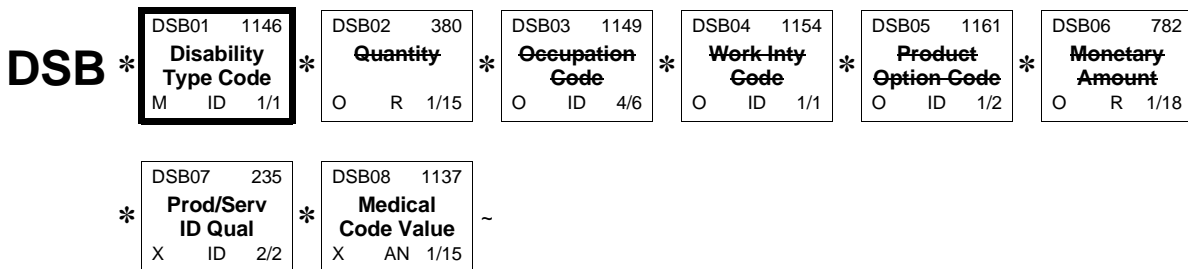 DSB * DSB01 1146 * DSB02 380 * DSB03 1149 * DSB04 1154 * DSB05 1161 * DSB06 782
Disability Quantity Occupation Work Inty Product Monetary
Type Code Code Code Option Code Amount
M ID 1/1 O R 1/15 O ID 4/6 O ID 1/1 O ID 1/2 O R 1/18
* DSB07 235 * DSB08 1137 ~
Prod/Serv Medical
ID Qual Code Value
X ID 2/2 X AN 1/15